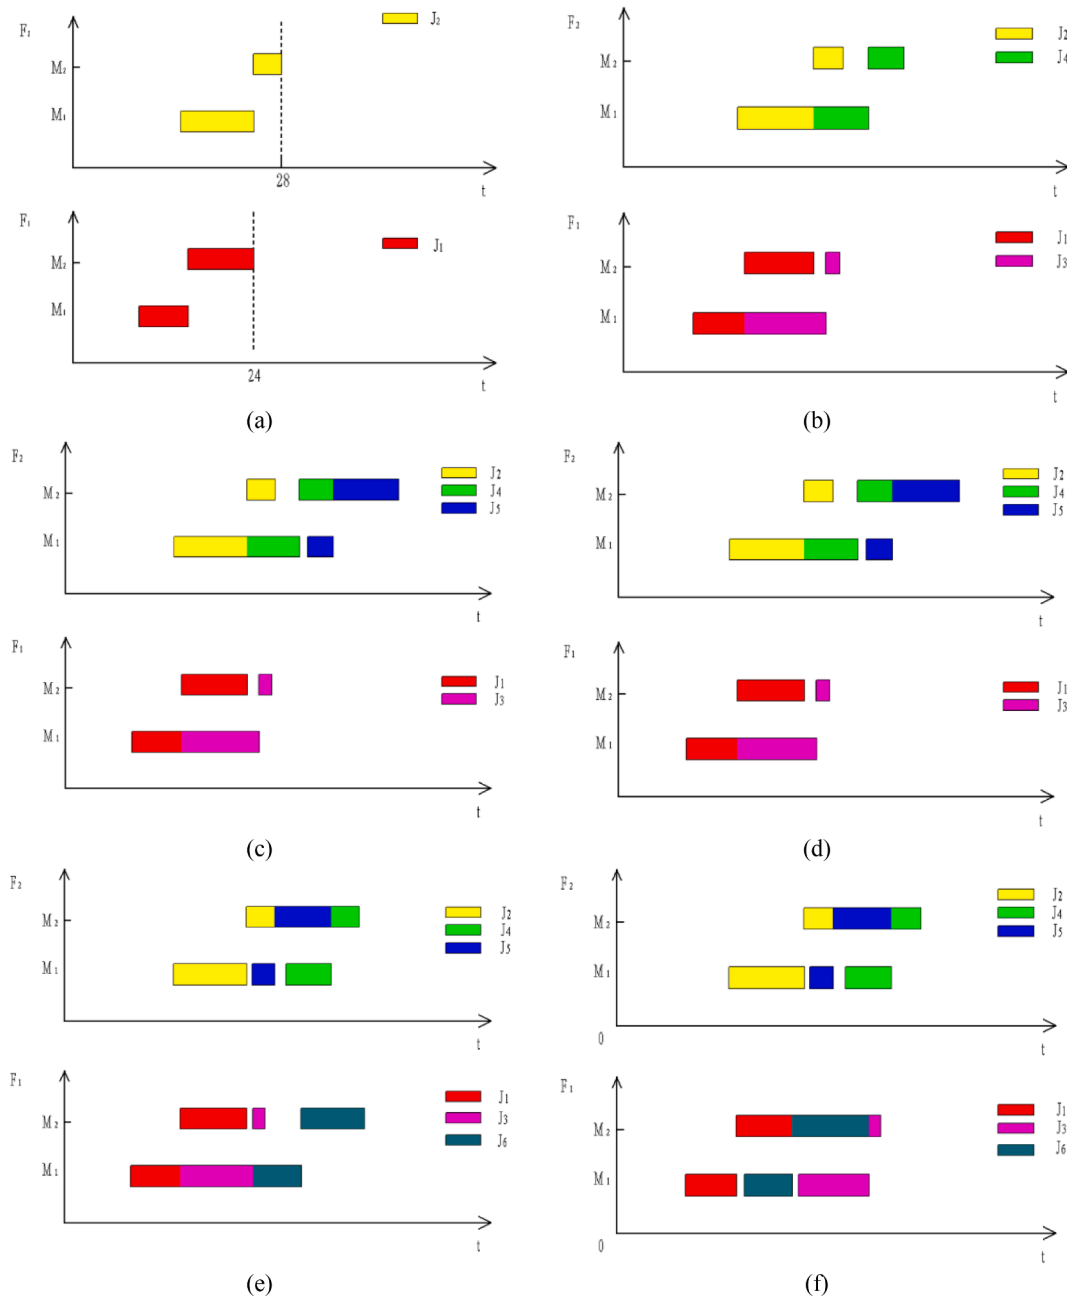 F₁
J₂
M₂
M₁
28
t
F₁
J₁
M₂
M₁
24
t
(a)
F₂
J₂
J₄
M₂
M₁
t
F₁
J₁
J₃
M₂
M₁
t
(b)
F₂
J₂
J₄
J₅
M₂
M₁
t
F₁
J₁
J₃
M₂
M₁
t
(c)
F₂
J₂
J₄
J₅
M₂
M₁
t
F₁
J₁
J₃
M₂
M₁
t
(d)
F₂
J₂
J₄
J₅
M₂
M₁
t
F₁
J₁
J₃
J₆
M₂
M₁
t
(e)
F₂
J₂
J₄
J₅
M₂
M₁
0
t
F₁
J₁
J₃
J₆
M₂
M₁
0
t
(f)